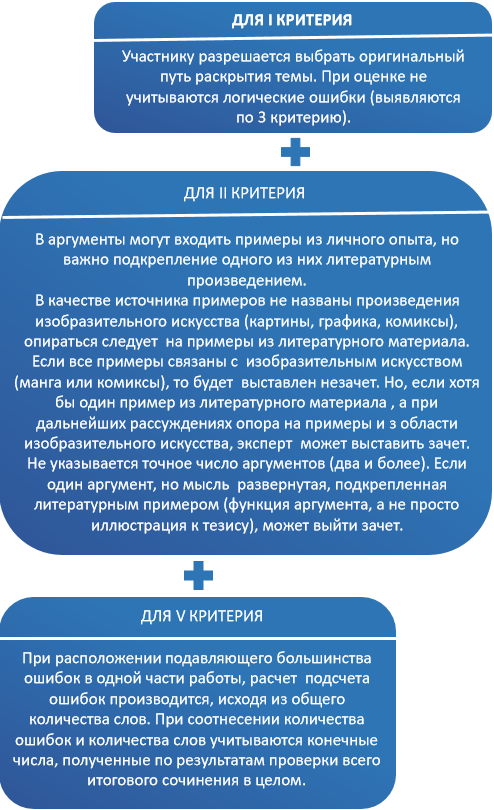 ДЛЯ I КРИТЕРИЯ
Участнику разрешается выбрать оригинальный
путь раскрытия темы. При оценке не
учитываются логические ошибки (выявляются
по 3 критерию).
ДЛЯ II КРИТЕРИЯ
В аргументы могут входить примеры из личного опыта, но
важно подкрепление одного из них литературным
произведением.
В качестве источника примеров не названы произведения
изобразительного искусства (картины, графика, комиксы),
опираться следует на примеры из литературного материала.
Если все примеры связаны с изобразительным искусством
(манга или комиксы), то будет выставлен незачет. Но, если хотя
бы один пример из литературного материала , а при
дальнейших рассуждениях опора на примеры и з области
изобразительного искусства, эксперт может выставить зачет.
Не указывается точное число аргументов (два и более). Если
один аргумент, но мысль развернутая, подкрепленная
литературным примером (функция аргумента, а не просто
иллюстрация к тезису), может выйти зачет.
ДЛЯ V КРИТЕРИЯ
При расположении подавляющего большинства
ошибок в одной части работы, расчет подсчета
ошибок производится, исходя из общего
количества слов. При соотнесении количества
ошибок и количества слов учитываются конечные
числа, полученные по результатам проверки всего
итогового сочинения в целом.